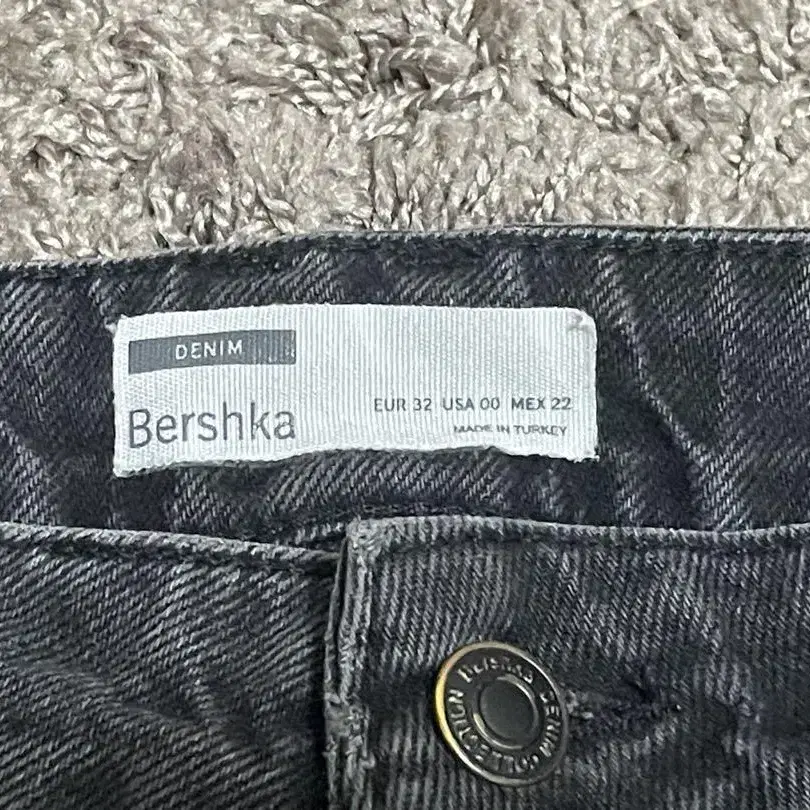 DENIM
Bershka
EUR 32 USA 00 MEX 22
MADE IN TURKEY
Bershka DENIM COLLECTION